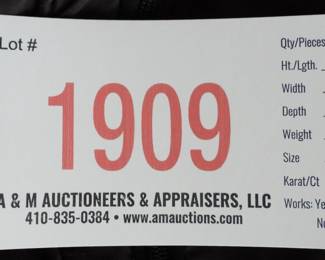 Lot #
1909
A & M AUCTIONEERS & APPRAISERS, LLC
410-835-0384 • www.amauctions.com
Qty/Pieces
Ht./Lgth.
Width
Depth
Weight
Size
Karat/Ct
Works: Ye
No